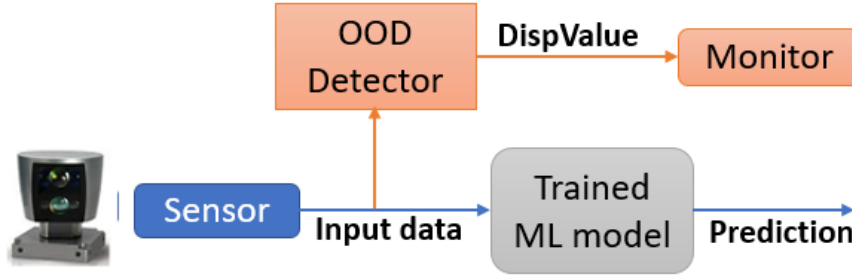 OOD
Detector
DispValue
Monitor
Sensor
Input data
Trained
ML model
Prediction